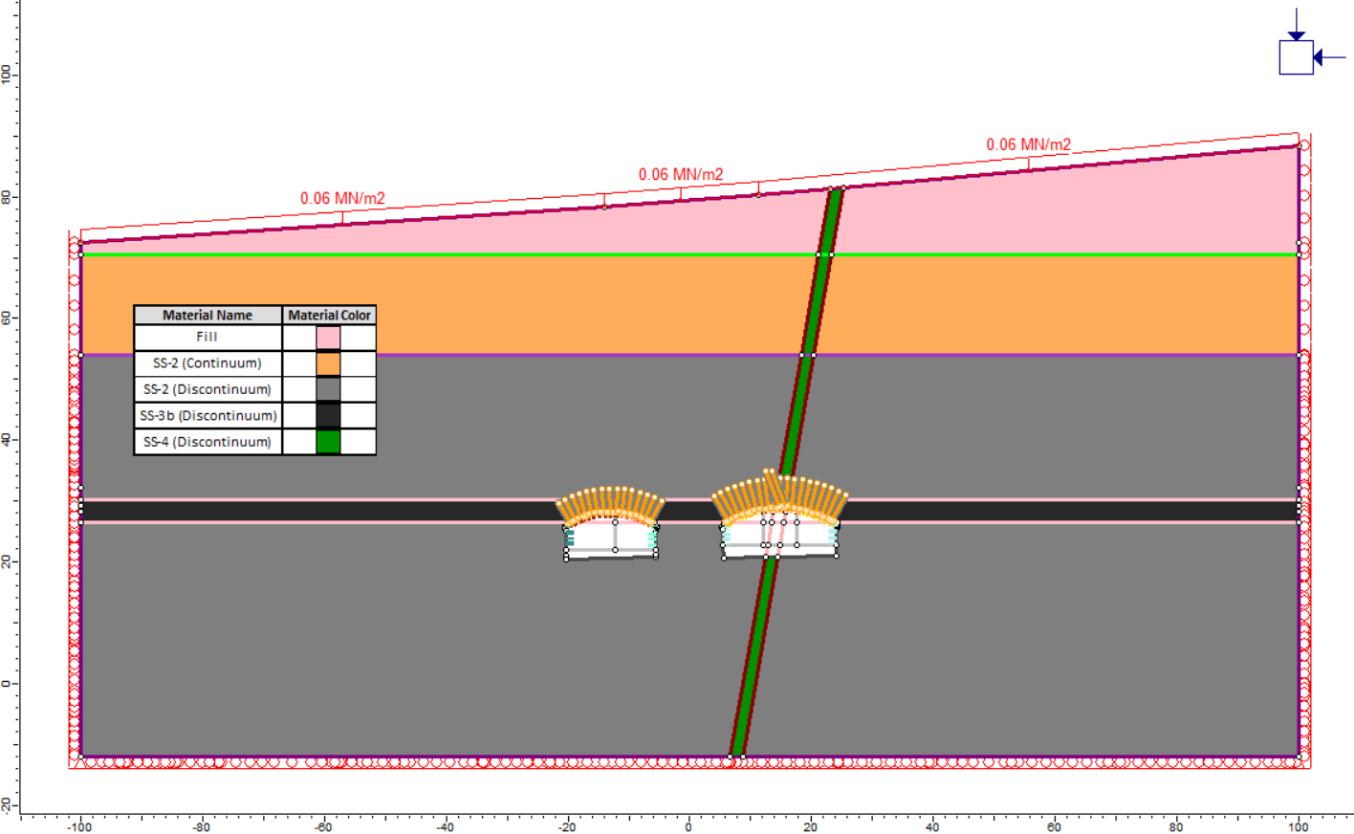 100
80
60
40
20
0
-20
0.06 MN/m2
0.06 MN/m2
0.06 MN/m2
Material Name Material Color
Fill
SS-2 (Continuum)
SS-2 (Discontinuum)
SS-3b (Discontinuum)
SS-4 (Discontinuum)
-100 -80 -60 -40 -20 0 20 40 60 80 100